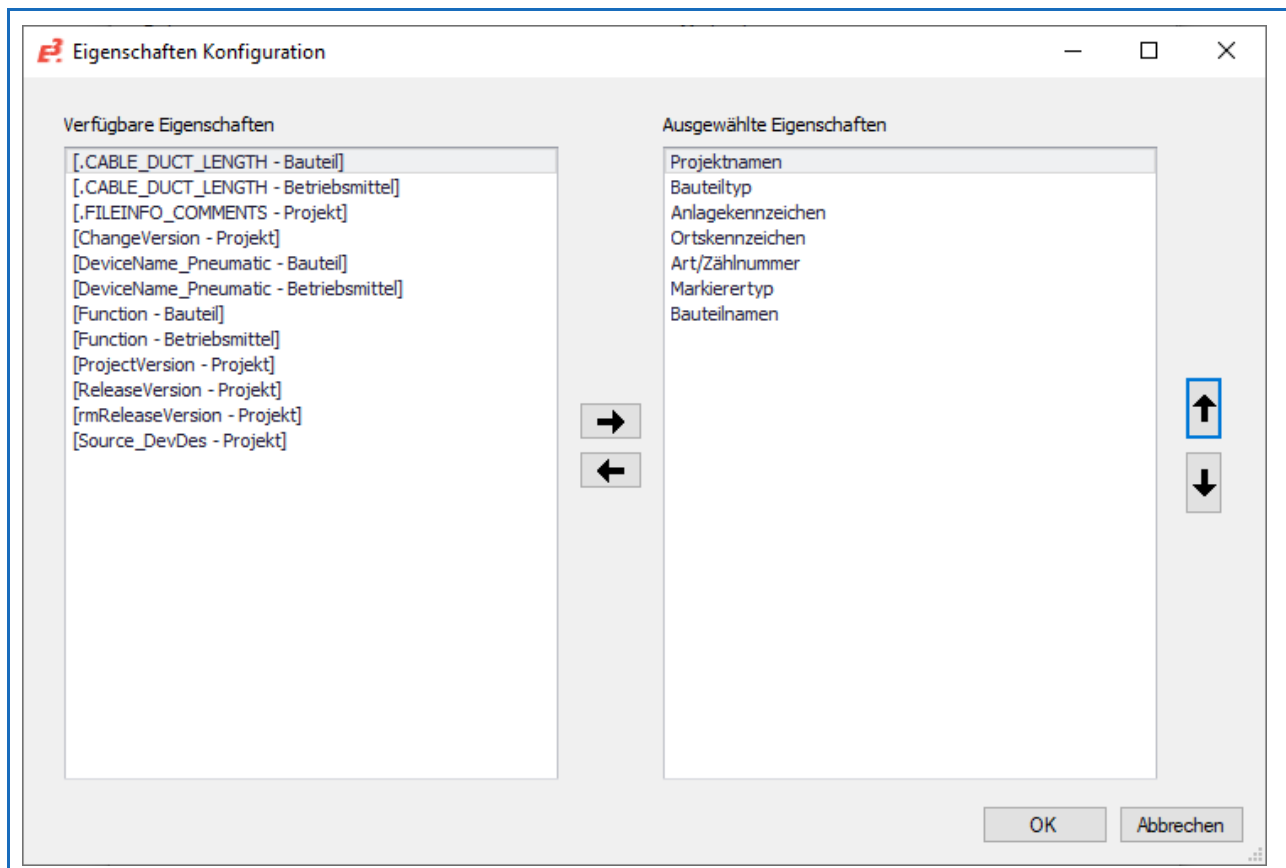 E³. Eigenschaften Konfiguration
Verfügbare Eigenschaften
[.CABLE_DUCT_LENGTH - Bauteil]
[.CABLE_DUCT_LENGTH - Betriebsmittel]
[.FILEINFO_COMMENTS - Projekt]
[ChangeVersion - Projekt]
[DeviceName_Pneumatic - Bauteil]
[DeviceName_Pneumatic - Betriebsmittel]
[Function - Bauteil]
[Function - Betriebsmittel]
[ProjectVersion - Projekt]
[ReleaseVersion - Projekt]
[rmReleaseVersion - Projekt]
[Source_DevDes - Projekt]
Ausgewählte Eigenschaften
Projektnamen
Bauteiltyp
Anlagekennzeichen
Ortskennzeichen
Art/Zählnummer
Markierertyp
Bauteilnamen
OK
Abbrechen